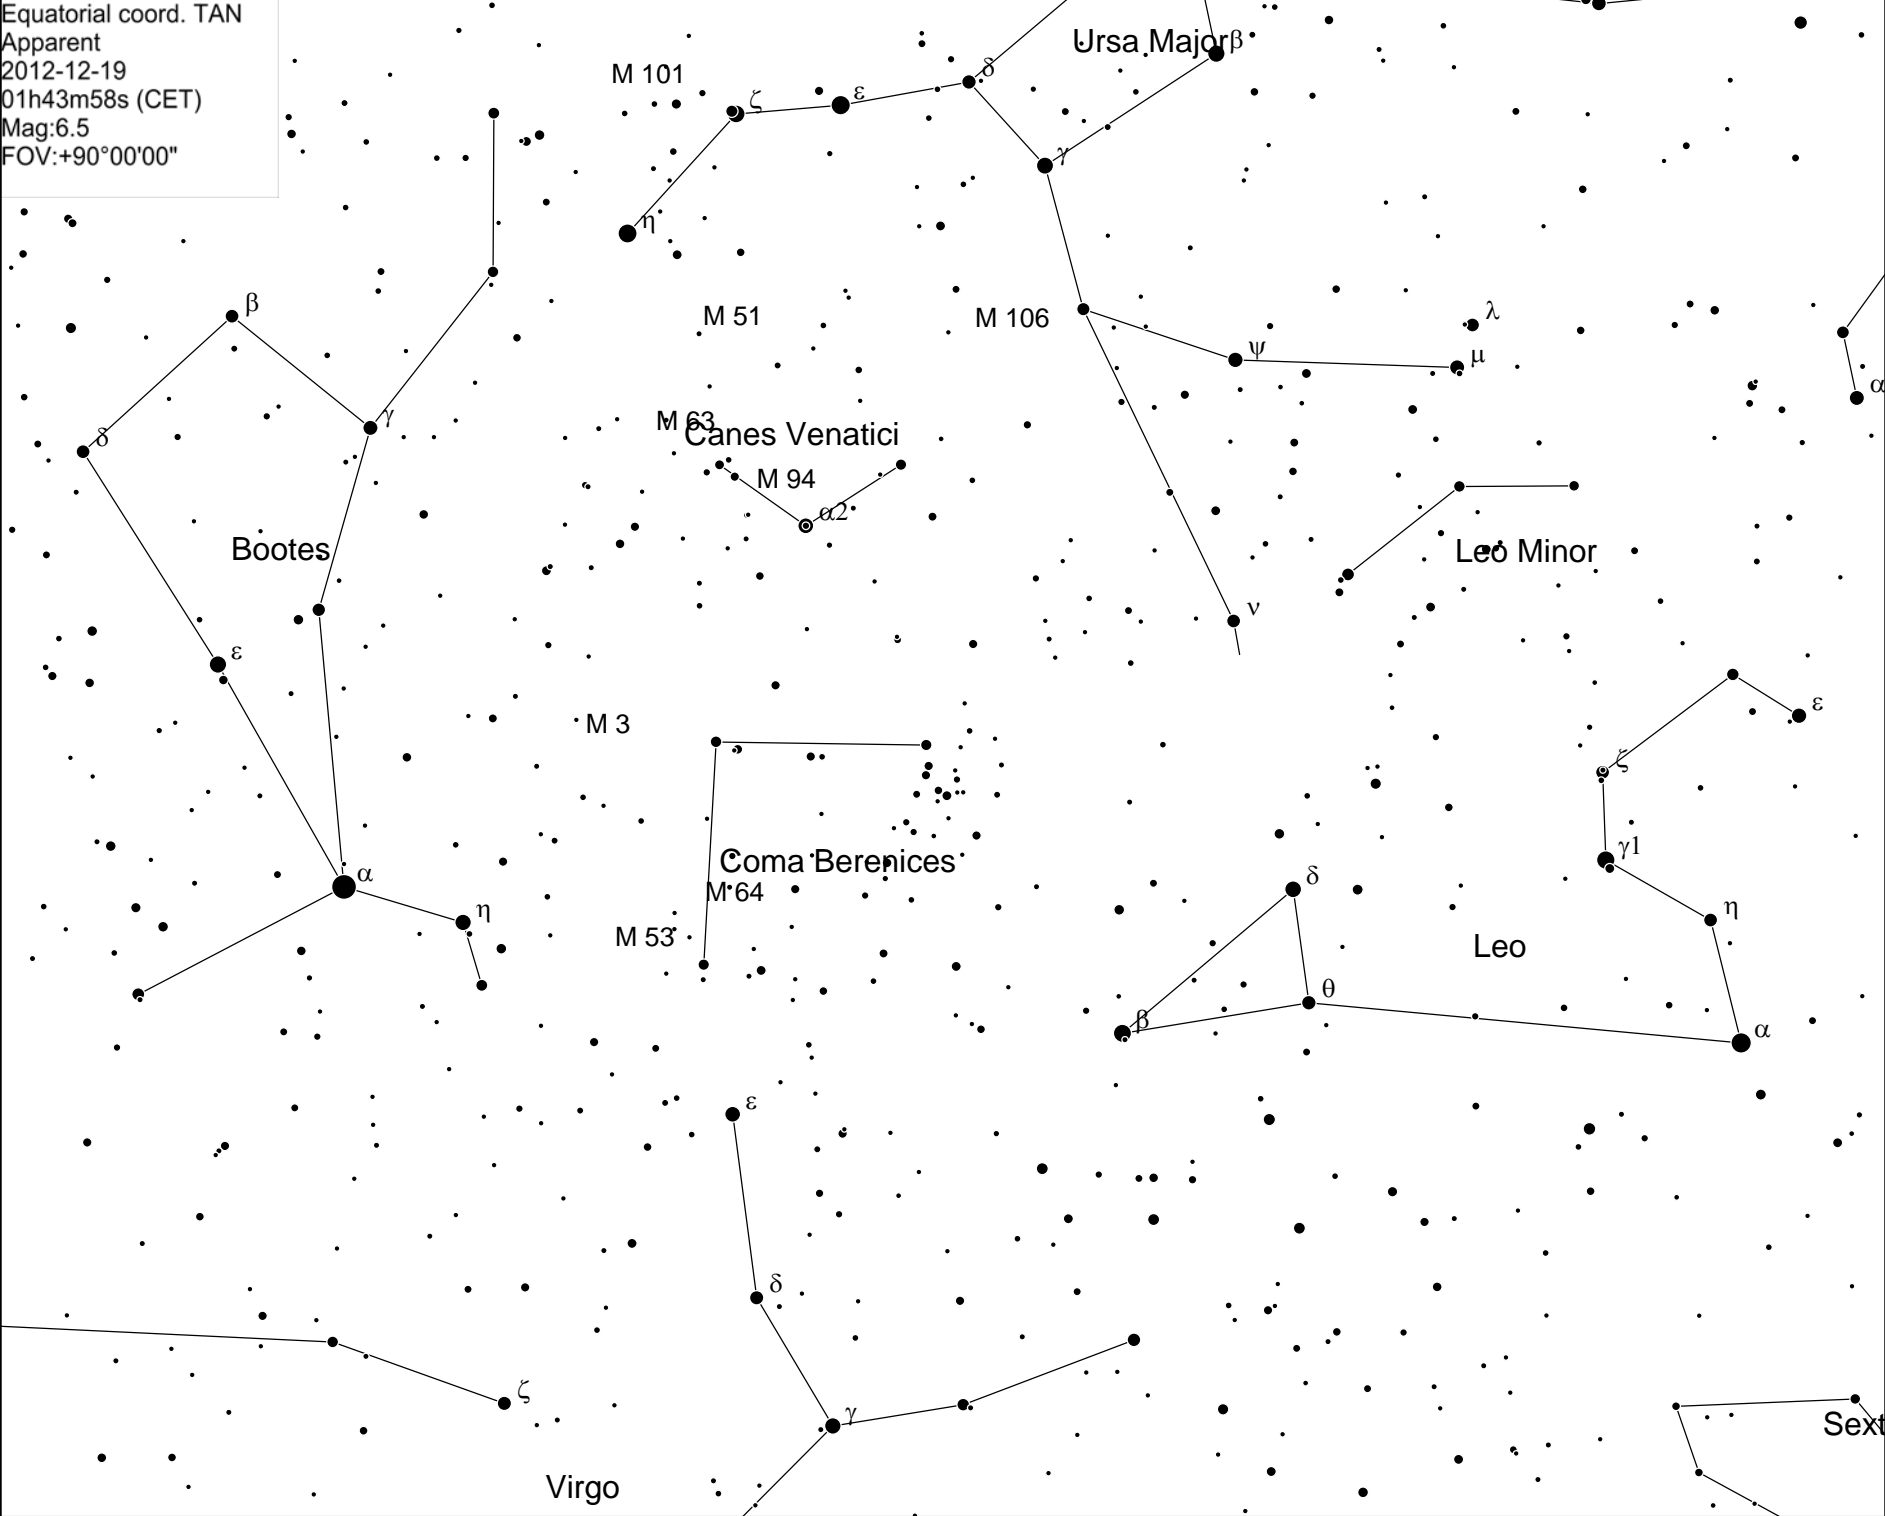 Equatorial coord. TAN
Apparent
2012-12-19
01h43m58s (CET)
Mag:6.5
FOV:+90°00'00"
Ursa Major β
M 101
δ
ζ
ε
γ
η
β
M 51
M 106
λ
ψ
μ
α
γ
M 63
Canes Venatici
δ
M 94
α2
Bootes
Leo Minor
ν
ε
ε
M 3
ζ
γ1
Coma Berenices
α
M 64
δ
η
η
M 53
Leo
θ
β
α
ε
δ
ζ
γ
Sext
Virgo